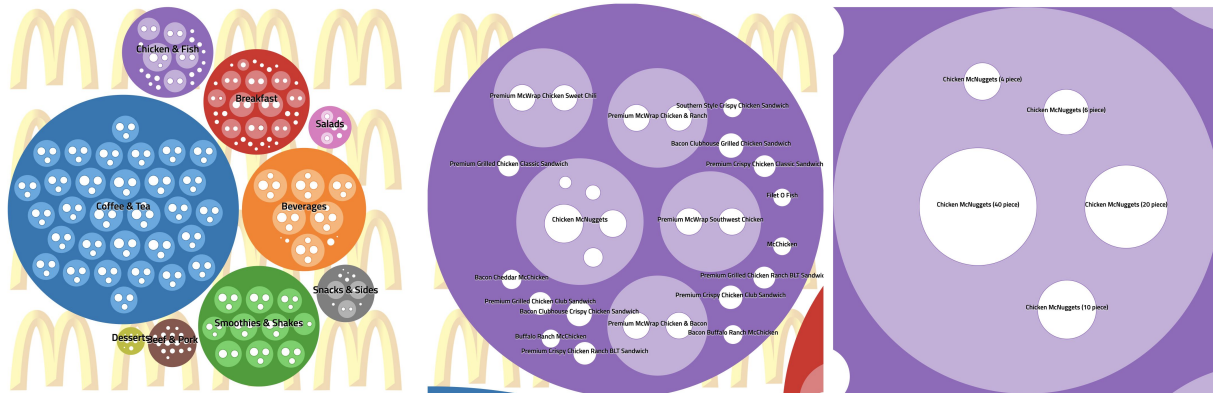 Chicken & Fish
Breakfast
Salads
Coffee & Tea
Beverages
Snacks & Sides
Smoothies & Shakes
Desserts
Beef & Pork
Premium McWrap Chicken Sweet Chili
Southern Style Crispy Chicken Sandwich
Premium McWrap Chicken & Ranch
Bacon Clubhouse Grilled Chicken Sandwich
Premium Grilled Chicken Classic Sandwich
Premium Crispy Chicken Classic Sandwich
Filet O Fish
Chicken McNuggets
Premium McWrap Southwest Chicken
McChicken
Bacon Cheddar McChicken
Premium Grilled Chicken Ranch BLT Sandwic
Premium Crispy Chicken Club Sandwich
Premium Grilled Chicken Club Sandwich
Bacon Clubhouse Crispy Chicken Sandwich
Premium McWrap Chicken & Bacon
Buffalo Ranch McChicken
Bacon Buffalo Ranch McChicken
Premium Crispy Chicken Ranch BLT Sandwich
Chicken McNuggets (4 piece)
Chicken McNuggets (6 piece)
Chicken McNuggets (40 piece)
Chicken McNuggets (20 piece)
Chicken McNuggets (10 piece)